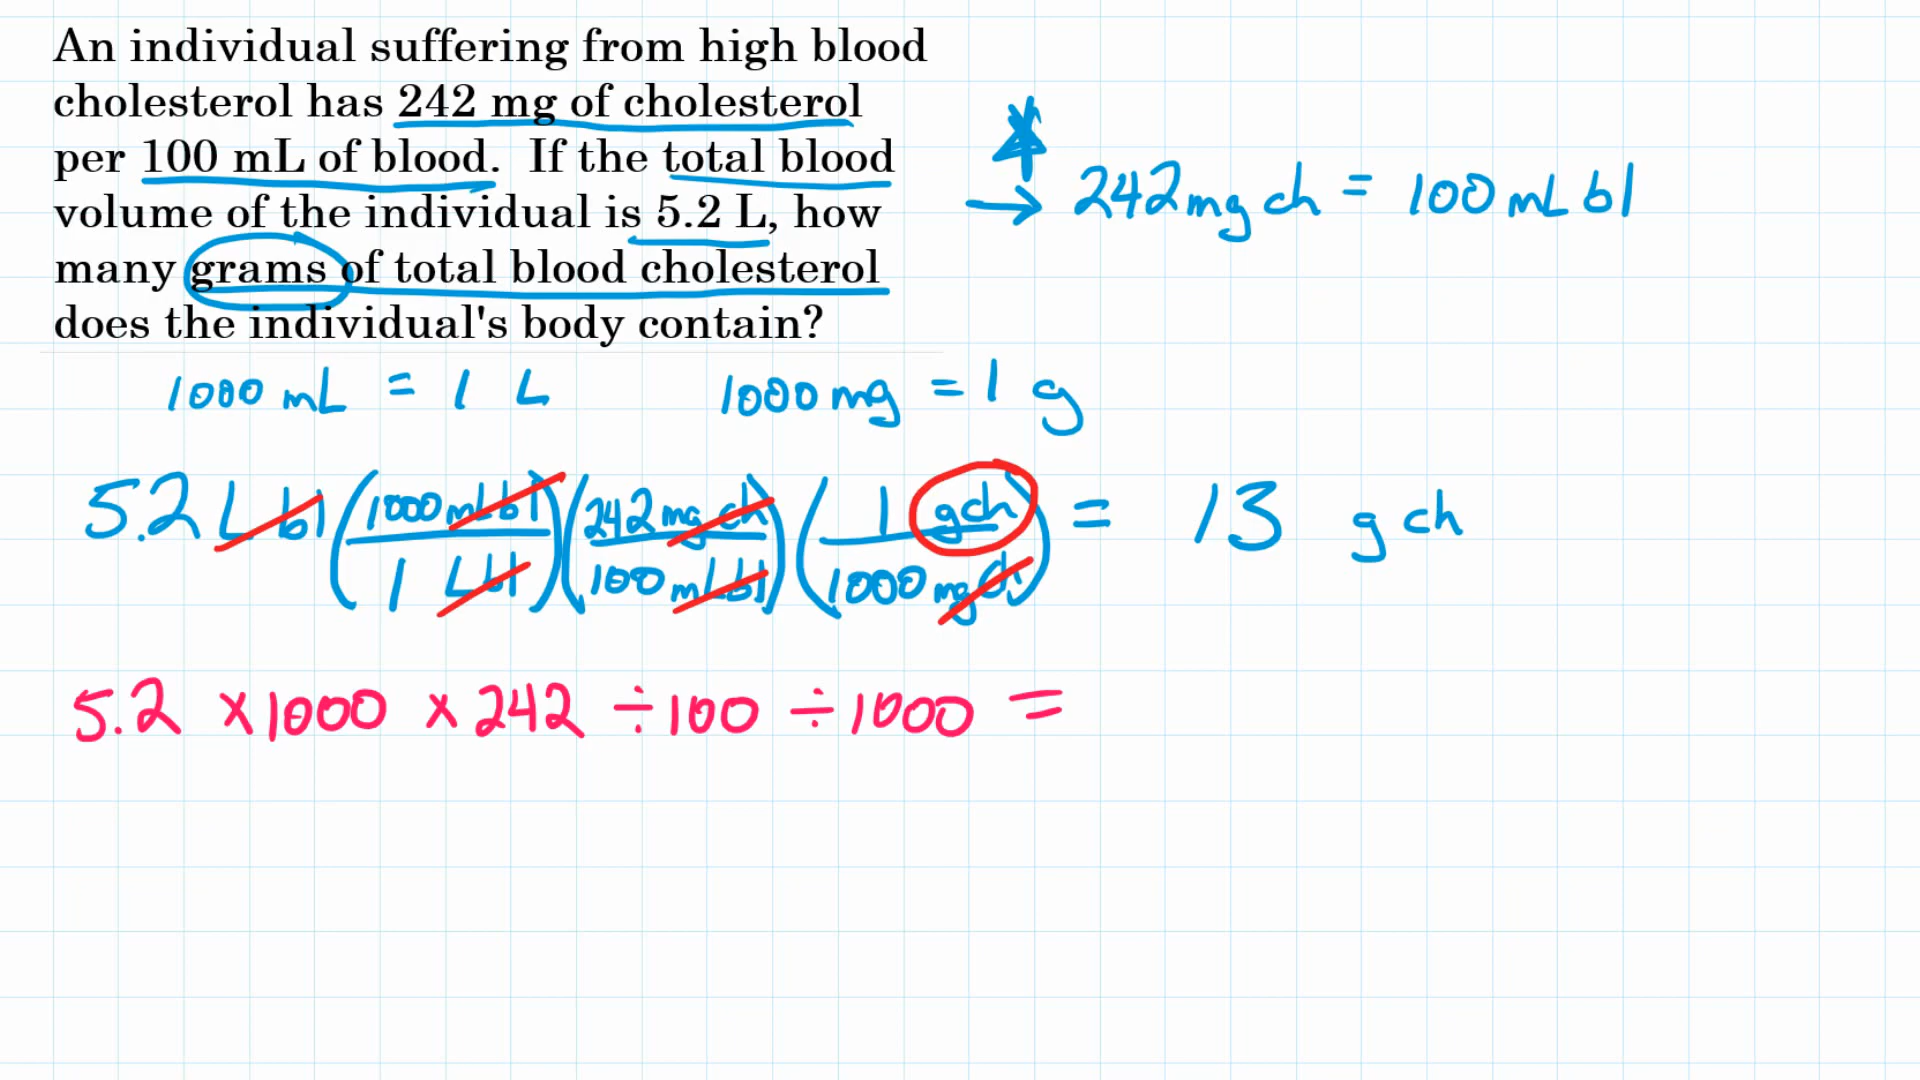 An individual suffering from high blood
cholesterol has 242 mg of cholesterol
per 100 mL of blood. If the total blood
volume of the individual is 5.2 L, how
many grams of total blood cholesterol
does the individual's body contain?
→ 242 mg ch = 100 mL bl
1000 mL = 1 L 1000 mg = 1 g
5.2 L bl (1000 mL bl / 1 L bl) (242 mg ch / 100 mL bl) (1 g ch / 1000 mg ch) = 13 g ch
5.2 × 1000 × 242 ÷ 100 ÷ 1000 =